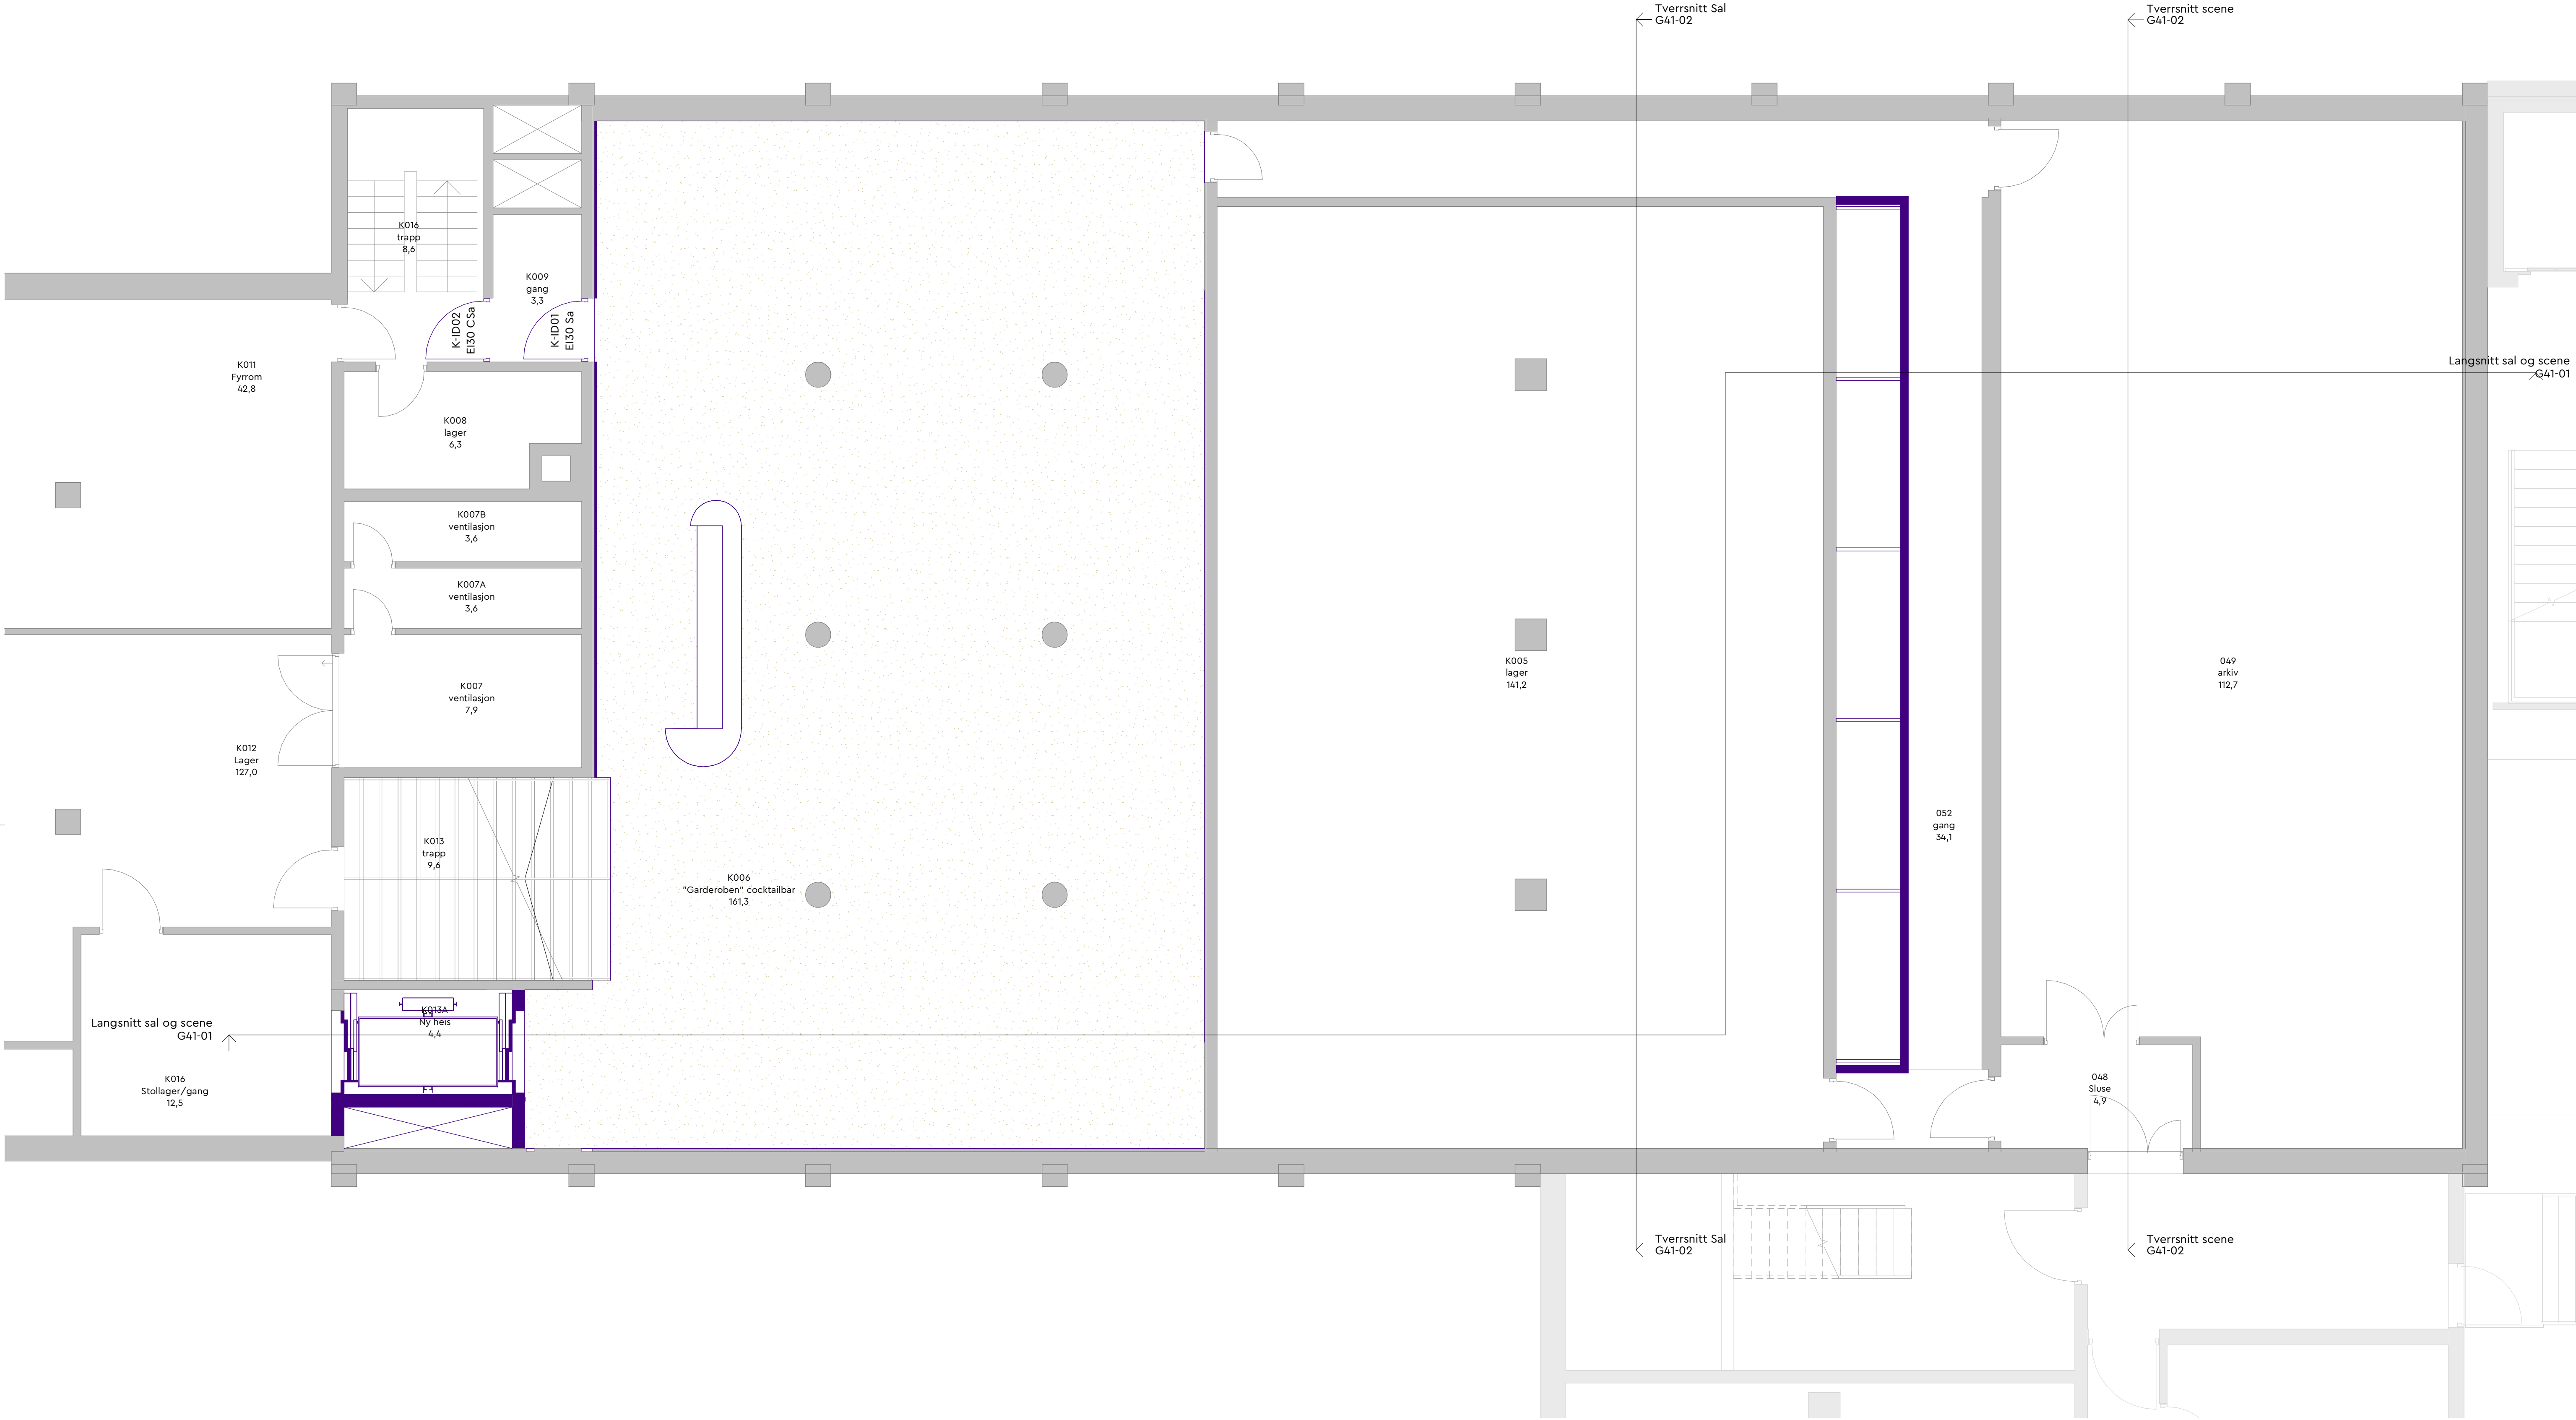 Tverrsnitt Sal
G41-02
Tverrsnitt scene
G41-02
K016
trapp
8,6
K009
gang
3,3
K-ID02
EI30 CSa
K-ID01
EI30 Sa
K011
Fyrrom
42,8
Langsnitt sal og scene
G41-01
K008
lager
6,3
K007B
ventilasjon
3,6
K007A
ventilasjon
3,6
K007
ventilasjon
7,9
K005
lager
141,2
049
arkiv
112,7
K012
Lager
127,0
K013
trapp
9,6
K006
"Garderoben" cocktailbar
161,3
052
gang
34,1
K013A
Ny heis
4,4
Langsnitt sal og scene
G41-01
K016
Stollager/gang
12,5
048
Sluse
4,9
Tverrsnitt Sal
G41-02
Tverrsnitt scene
G41-02